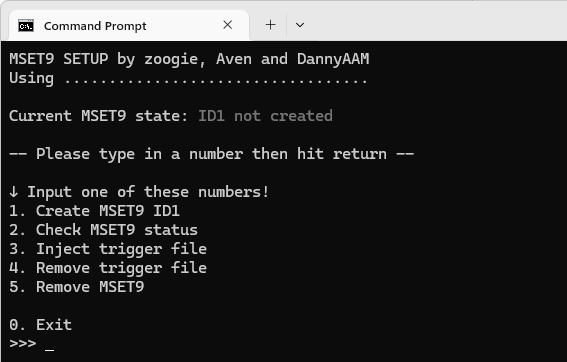 Command Prompt
MSET9 SETUP by zoogie, Aven and DannyAAM
Using ..................................
Current MSET9 state: ID1 not created
── Please type in a number then hit return ──
↓ Input one of these numbers!
1. Create MSET9 ID1
2. Check MSET9 status
3. Inject trigger file
4. Remove trigger file
5. Remove MSET9
0. Exit
>>> _